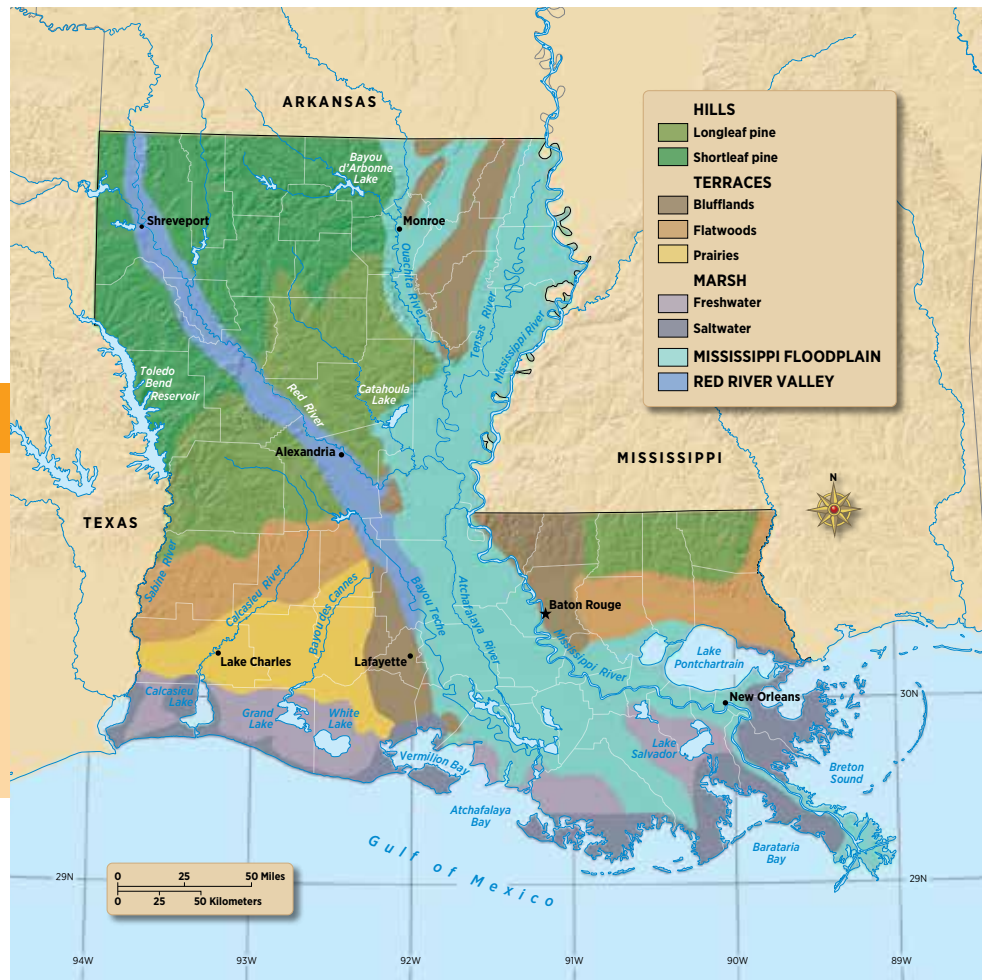 ARKANSAS
HILLS
Longleaf pine
Shortleaf pine
TERRACES
Blufflands
Flatwoods
Prairies
MARSH
Freshwater
Saltwater
MISSISSIPPI FLOODPLAIN
RED RIVER VALLEY
Bayou
d'Arbonne
Lake
Shreveport
Monroe
Ouachita River
Tensas River
Mississippi River
Toledo
Bend
Reservoir
Red River
Catahoula
Lake
Alexandria
MISSISSIPPI
N
TEXAS
Sabine River
Calcasieu River
Bayou des Cannes
Bayou Teche
Atchafalaya River
Baton Rouge
Mississippi River
Lake Charles
Lafayette
Lake
Pontchartrain
New Orleans
30N
Calcasieu
Lake
Grand
Lake
White
Lake
Vermilion Bay
Lake
Salvador
Breton
Sound
Atchafalaya
Bay
Barataria
Bay
Gulf of Mexico
29N
29N
0 25 50 Miles
0 25 50 Kilometers
94W 93W 92W 91W 90W 89W